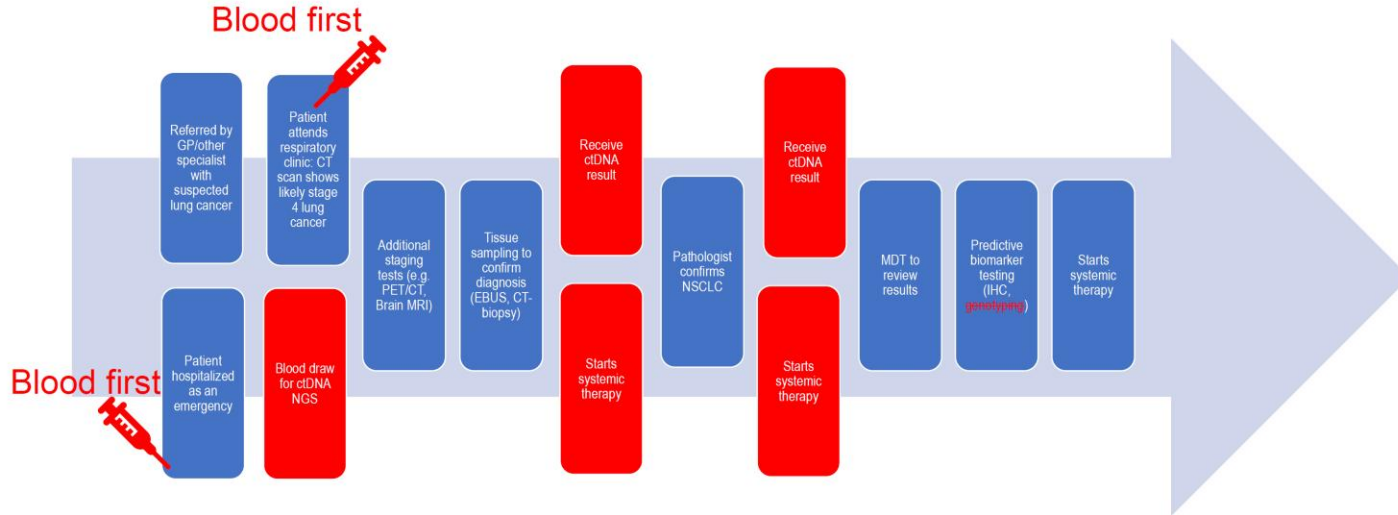 Blood first
Referred by
GP/other
specialist
with
suspected
lung cancer
Patient
attends
respiratory
clinic: CT
scan shows
likely stage
4 lung
cancer
Blood first
Patient
hospitalized
as an
emergency
Blood draw
for ctDNA
NGS
Additional
staging
tests (e.g.
PET/CT,
Brain MRI)
Tissue
sampling to
confirm
diagnosis
(EBUS, CT-
biopsy)
Receive
ctDNA
result
Starts
systemic
therapy
Pathologist
confirms
NSCLC
Receive
ctDNA
result
Starts
systemic
therapy
MDT to
review
results
Predictive
biomarker
testing
(IHC,
genotyping)
Starts
systemic
therapy